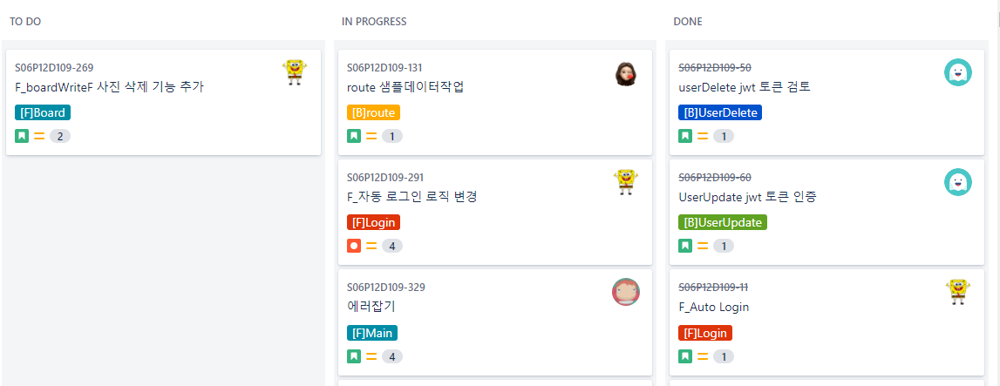 TO DO
S06P12D109-269
F_boardWriteF 사진 삭제 기능 추가
[F]Board
2
IN PROGRESS
S06P12D109-131
route 샘플데이터작업
[B]route
1
S06P12D109-291
F_자동 로그인 로직 변경
[F]Login
4
S06P12D109-329
에러잡기
[F]Main
4
DONE
S06P12D109-50
userDelete jwt 토큰 검토
[B]UserDelete
1
S06P12D109-60
UserUpdate jwt 토큰 인증
[B]UserUpdate
1
S06P12D109-11
F_Auto Login
[F]Login
1